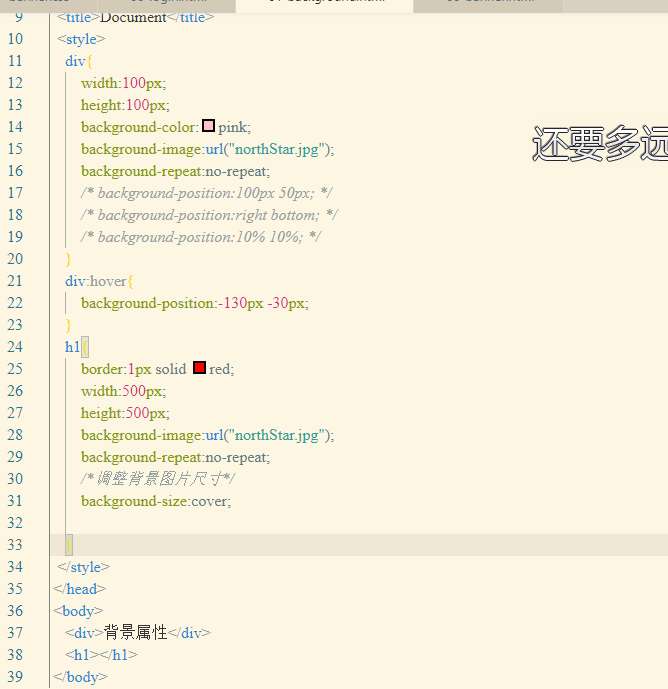 9 <title>Document</title>
10 <style>
11 div{
12 width:100px;
13 height:100px;
14 background-color: pink;
15 background-image:url("northStar.jpg");
16 background-repeat:no-repeat;
17 /* background-position:100px 50px; */
18 /* background-position:right bottom; */
19 /* background-position:10% 10%; */
20 }
21 div:hover{
22 background-position:-130px -30px;
23 }
24 h1{
25 border:1px solid red;
26 width:500px;
27 height:500px;
28 background-image:url("northStar.jpg");
29 background-repeat:no-repeat;
30 /*调整背景图片尺寸*/
31 background-size:cover;
32
33 }
34 </style>
35 </head>
36 <body>
37 <div>背景属性</div>
38 <h1></h1>
39 </body>
还要多远